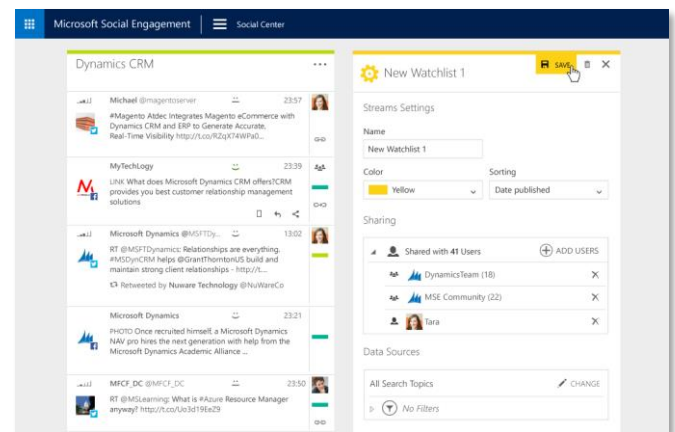 Microsoft Social Engagement
Social Center
Dynamics CRM
...
Michael @magentoserver
23:57
#Magento Atdec Integrates Magento eCommerce with
Dynamics CRM and ERP to Generate Accurate,
Real-Time Visibility http://t.co/RZqX74WPa0...
MyTechLogy
23:39
LINK What does Microsoft Dynamics CRM offers?CRM
provides you best customer relationship management
solutions
Microsoft Dynamics @MSFTDy...
13:02
RT @MSFTDynamics: Relationships are everything.
#MSDynCRM helps @GrantThorntonUS build and
maintain strong client relationships - http://t....
Retweeted by Nuware Technology @NuWareCo
Microsoft Dynamics
23:21
PHOTO Once recruited himself, a Microsoft Dynamics
NAV pro hires the next generation with help from the
Microsoft Dynamics Academic Alliance ...
MFCF_DC @MFCF_DC
23:50
RT @MSLearning: What is #Azure Resource Manager
anyway? http://t.co/Uo3d19EeZ9
New Watchlist 1
SAVE
Streams Settings
Name
New Watchlist 1
Color
Sorting
Yellow
Date published
Sharing
Shared with 41 Users
ADD USERS
DynamicsTeam (18)
MSE Community (22)
Tara
Data Sources
All Search Topics
CHANGE
No Filters